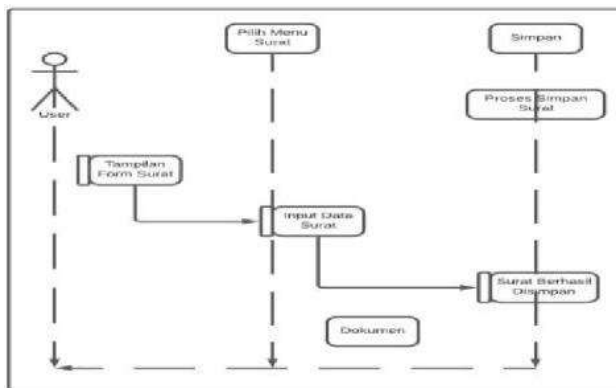 Pilih Menu
Surat
Simpan
Proses Simpan
Surat
User
Tampilan
Form Surat
Input Data
Surat
Surat Berhasil
Disimpan
Dokumen